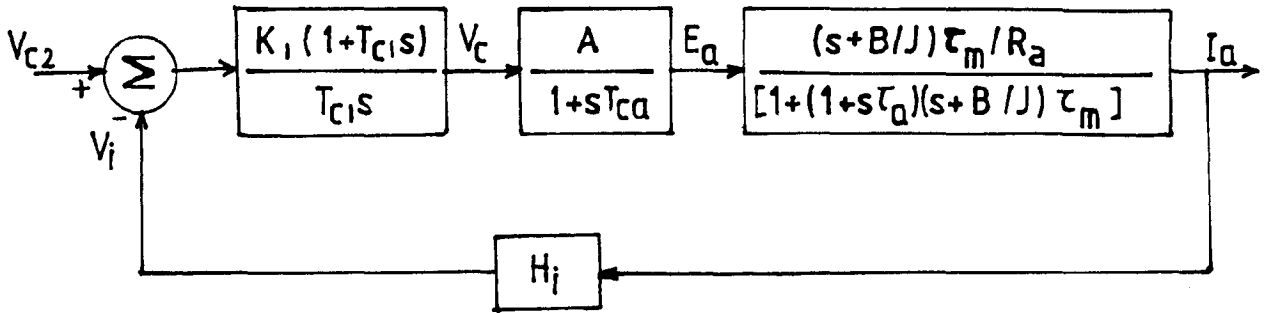 V_C2
+
Σ
-
V_i
K_1 (1+T_C1 s)
T_C1 s
V_C
A
1+sT_ca
E_a
(s+B/J) τ_m/R_a
[1+(1+sτ_a)(s+B/J) τ_m]
I_a
H_i